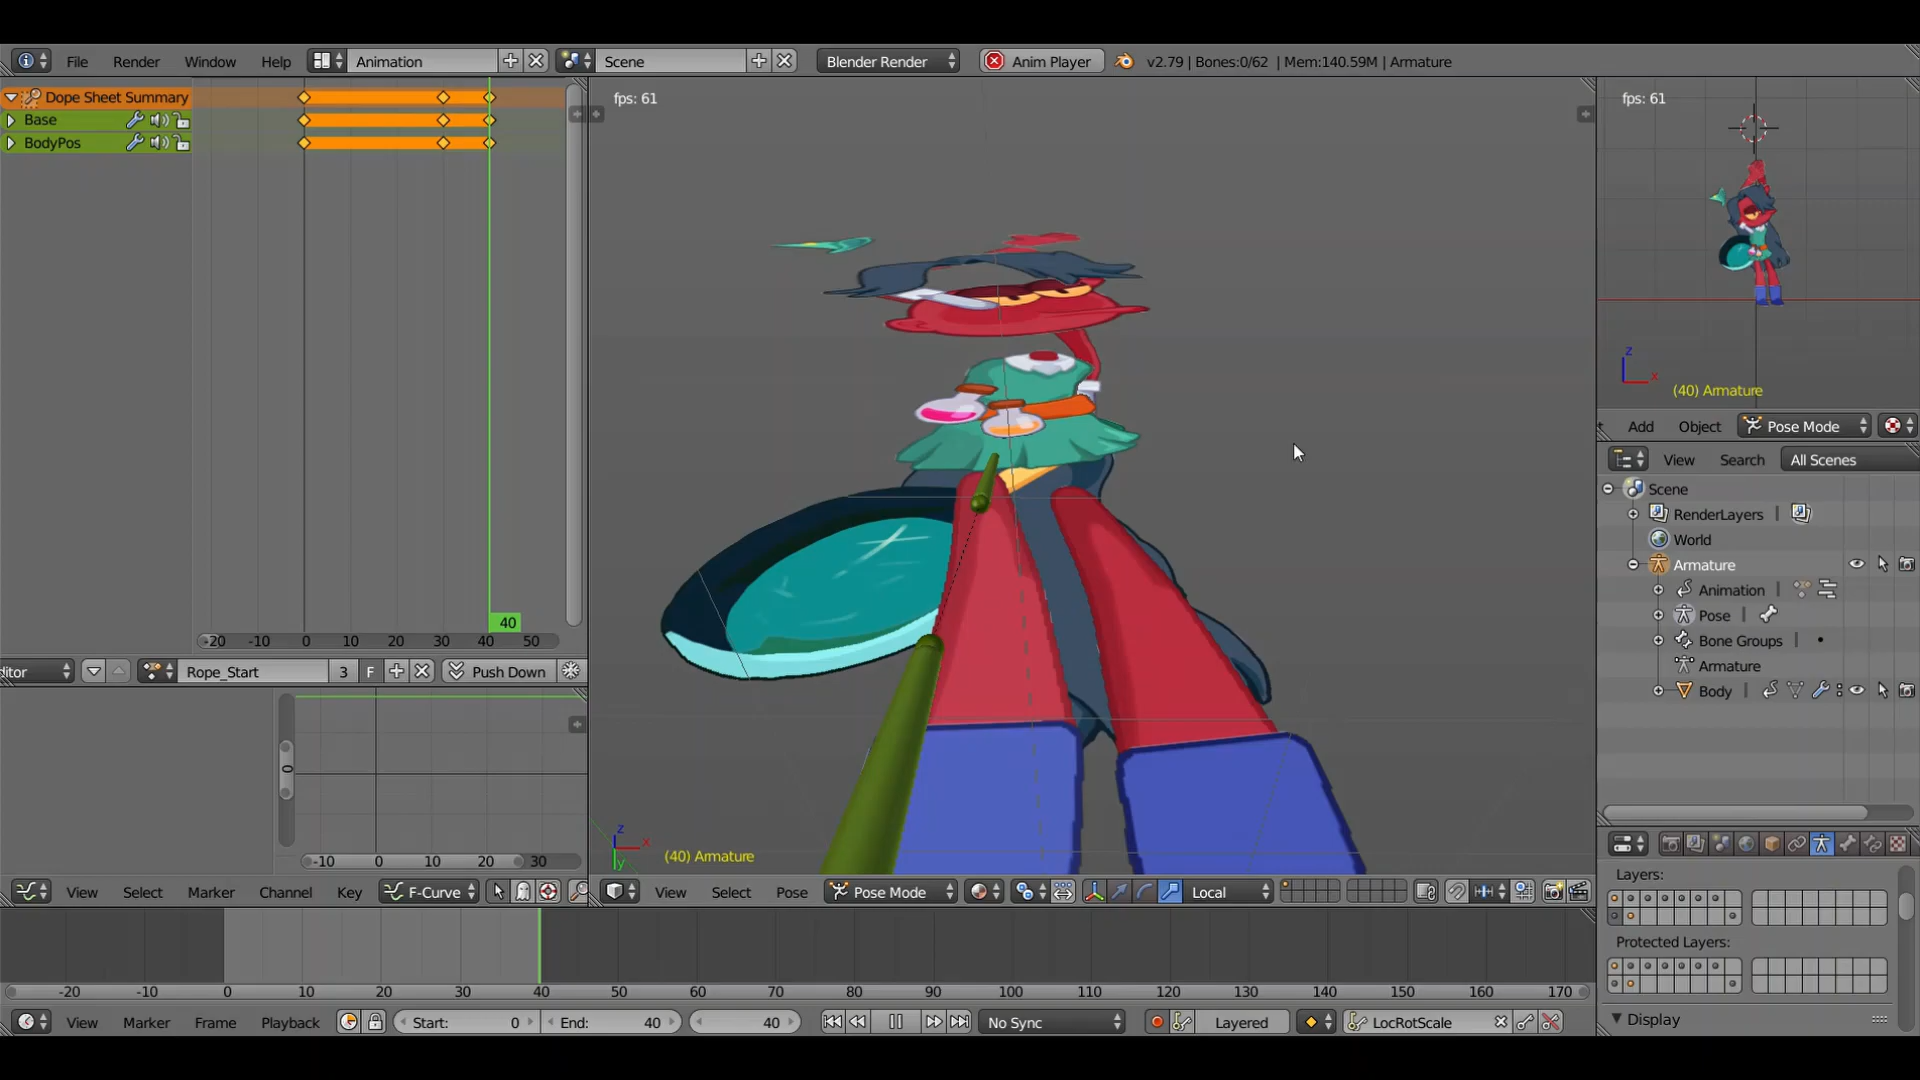 File Render Window Help Animation Scene Blender Render Anim Player v2.79 | Bones:0/62 | Mem:140.59M | Armature
Dope Sheet Summary
Base
BodyPos
fps: 61
fps: 61
z
x
(40) Armature
Add Object Pose Mode
View Search All Scenes
Scene
RenderLayers |
World
Armature
Animation |
Pose |
Bone Groups |
Armature
Body |
40
-20 -10 0 10 20 30 40 50
itor Rope_Start 3 F Push Down
0
-10 0 10 20 30
z
x
y
(40) Armature
View Select Marker Channel Key F-Curve
View Select Pose Pose Mode Local
Layers:
Protected Layers:
Display
-20 -10 0 10 20 30 40 50 60 70 80 90 100 110 120 130 140 150 160 170
View Marker Frame Playback Start: 0 End: 40 40 No Sync Layered LocRotScale